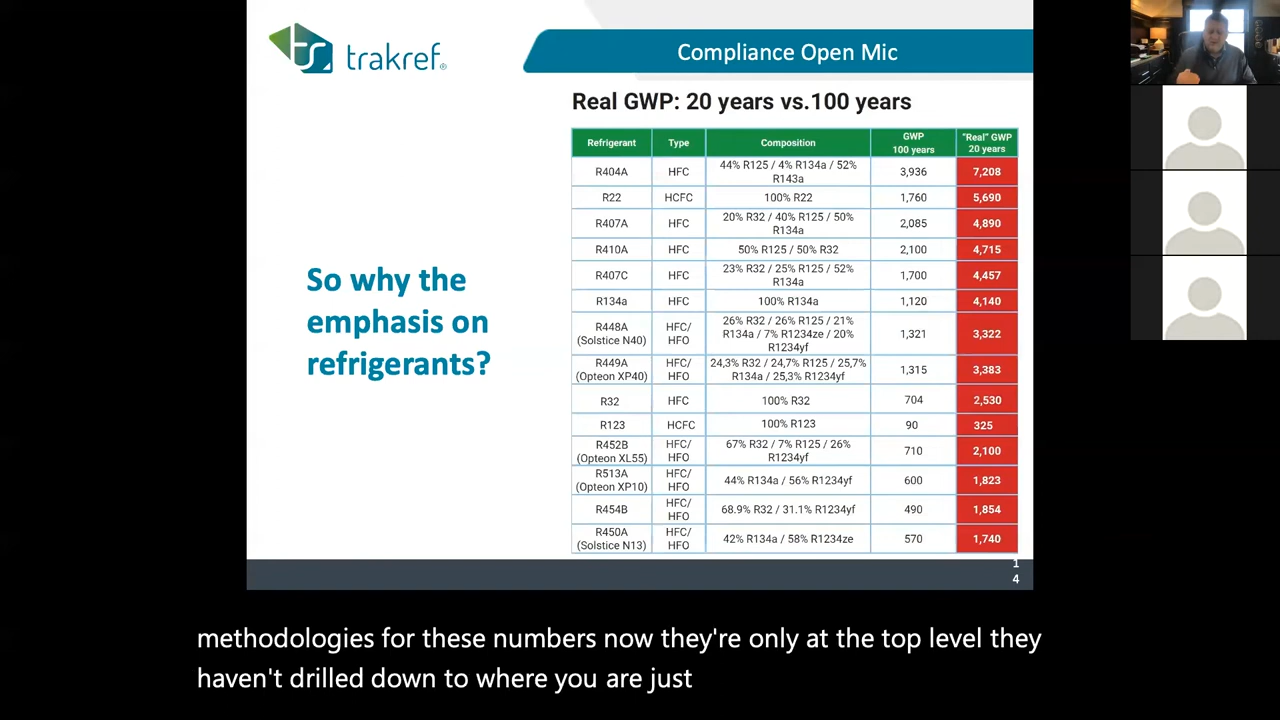 trakref®
Compliance Open Mic
Real GWP: 20 years vs.100 years
So why the
emphasis on
refrigerants?
Refrigerant Type Composition GWP 100 years "Real" GWP 20 years
R404A HFC 44% R125 / 4% R134a / 52% R143a 3,936 7,208
R22 HCFC 100% R22 1,760 5,690
R407A HFC 20% R32 / 40% R125 / 50% R134a 2,085 4,890
R410A HFC 50% R125 / 50% R32 2,100 4,715
R407C HFC 23% R32 / 25% R125 / 52% R134a 1,700 4,457
R134a HFC 100% R134a 1,120 4,140
R448A (Solstice N40) HFC/ HFO 26% R32 / 26% R125 / 21% R134a / 7% R1234ze / 20% R1234yf 1,321 3,322
R449A (Opteon XP40) HFC/ HFO 24,3% R32 / 24,7% R125 / 25,7% R134a / 25,3% R1234yf 1,315 3,383
R32 HFC 100% R32 704 2,530
R123 HCFC 100% R123 90 325
R452B (Opteon XL55) HFC/ HFO 67% R32 / 7% R125 / 26% R1234yf 710 2,100
R513A (Opteon XP10) HFC/ HFO 44% R134a / 56% R1234yf 600 1,823
R454B HFC/ HFO 68.9% R32 / 31.1% R1234yf 490 1,854
R450A (Solstice N13) HFC/ HFO 42% R134a / 58% R1234ze 570 1,740
1
4
methodologies for these numbers now they're only at the top level they
haven't drilled down to where you are just